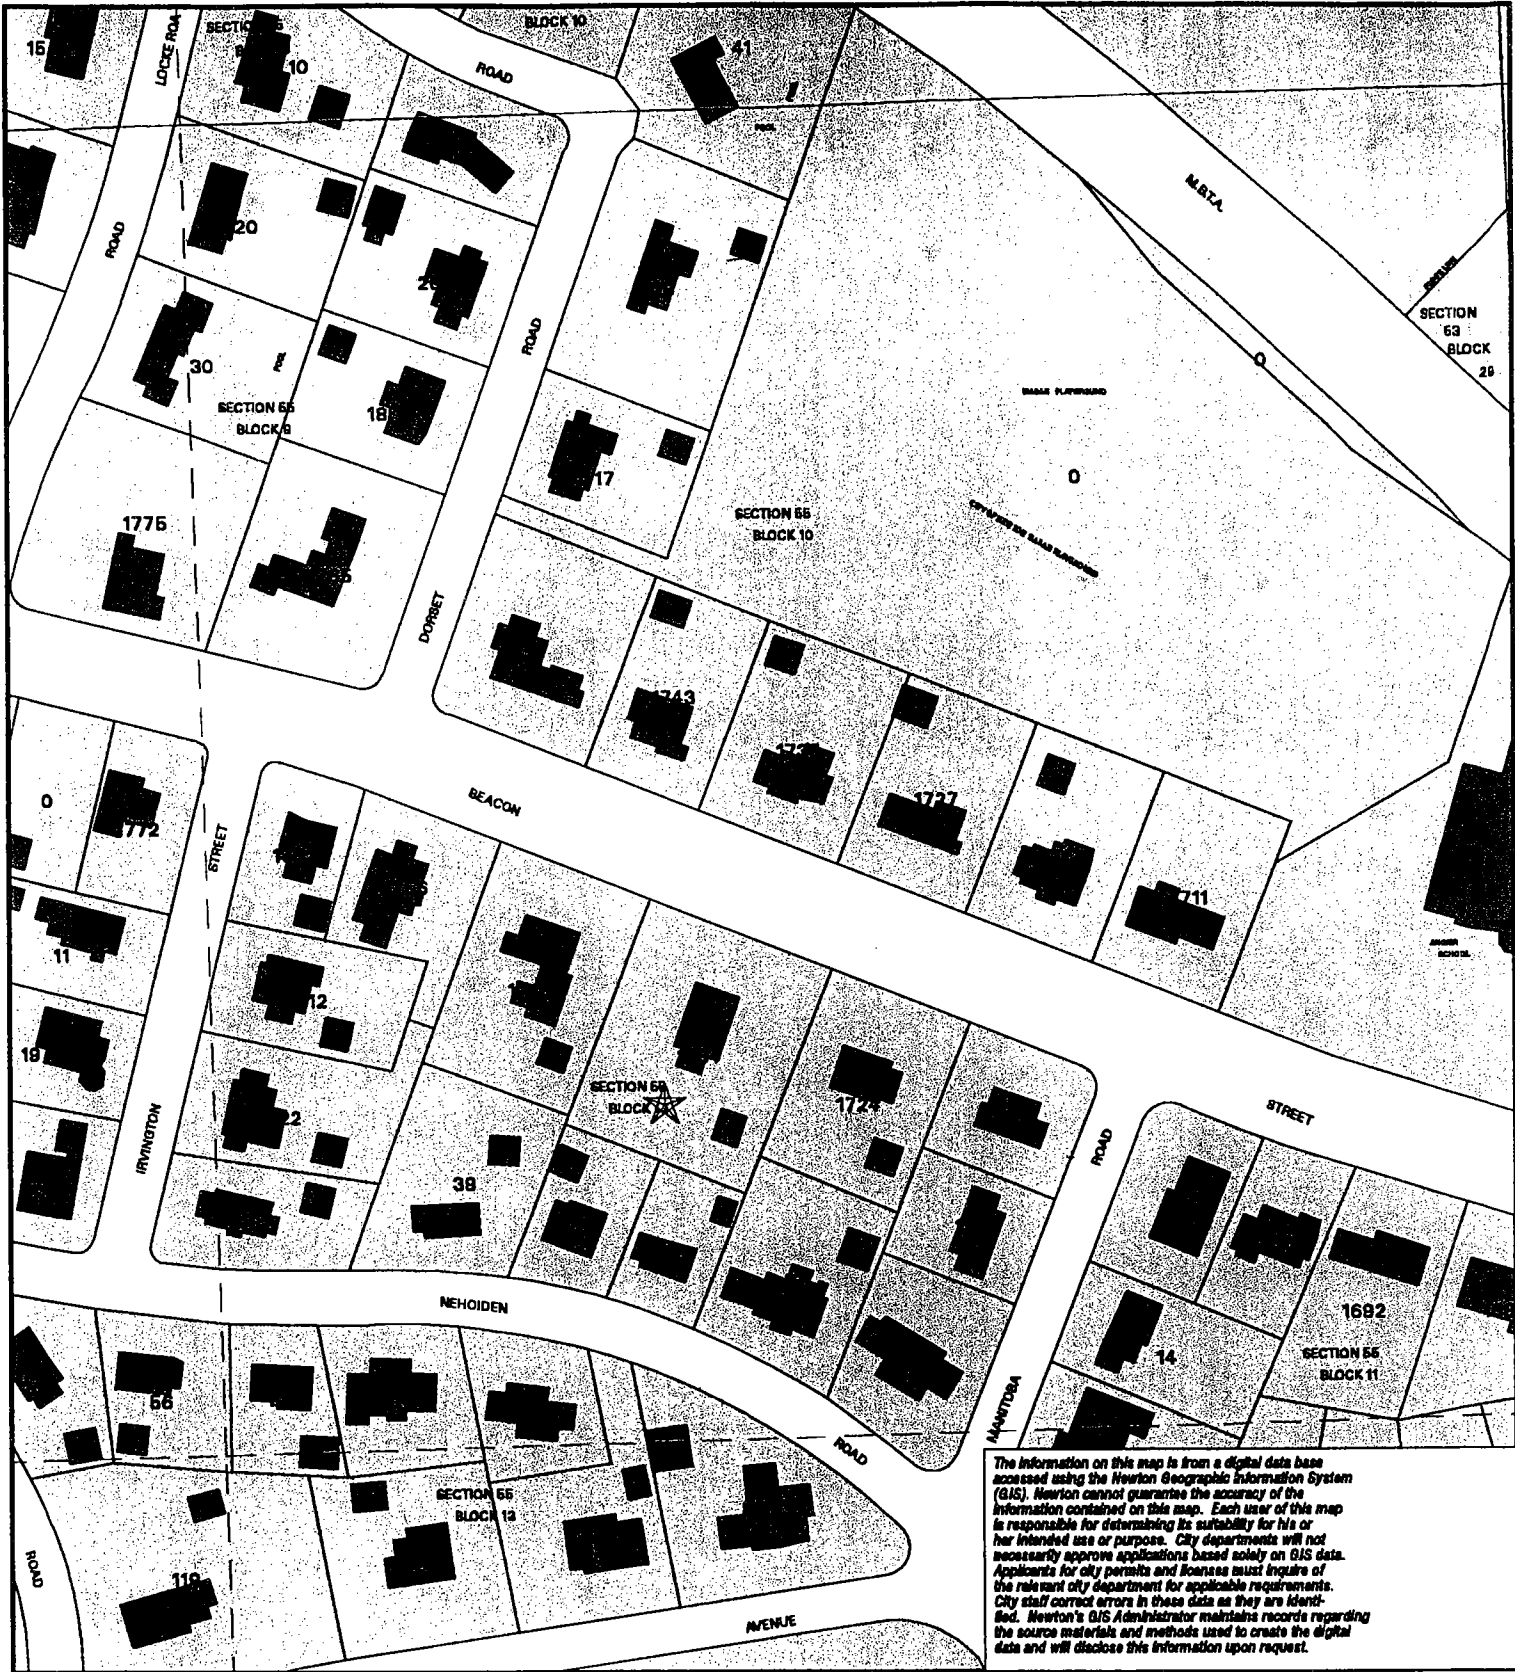 15
LOCKE ROA
10
BLOCK 10
ROAD
41
POOL
M.B.T.A.
20
ROAD
ROAD
SECTION
63
BLOCK
29
0
30
POOL
SECTION 55
BLOCK 9
18
17
0
SECTION 55
BLOCK 10
1775
DORSET
1743
1727
0
1772
STREET
BEACON
1711
SCHOOL
11
12
19
22
IRVINGTON
SECTION 55
BLOCK
1724
STREET
ROAD
39
NEHOIDEN
1692
SECTION 55
BLOCK 11
14
MANITOBA
56
ROAD
SECTION 55
BLOCK 13
ROAD
119
AVENUE
The information on this map is from a digital data base
accessed using the Newton Geographic Information System
(GIS). Newton cannot guarantee the accuracy of the
information contained on this map. Each user of this map
is responsible for determining its suitability for his or
her intended use or purpose. City departments will not
necessarily approve applications based solely on GIS data.
Applicants for city permits and licenses must inquire of
the relevant city department for applicable requirements.
City staff correct errors in these data as they are identi-
fied. Newton's GIS Administrator maintains records regarding
the source materials and methods used to create the digital
data and will disclose this information upon request.